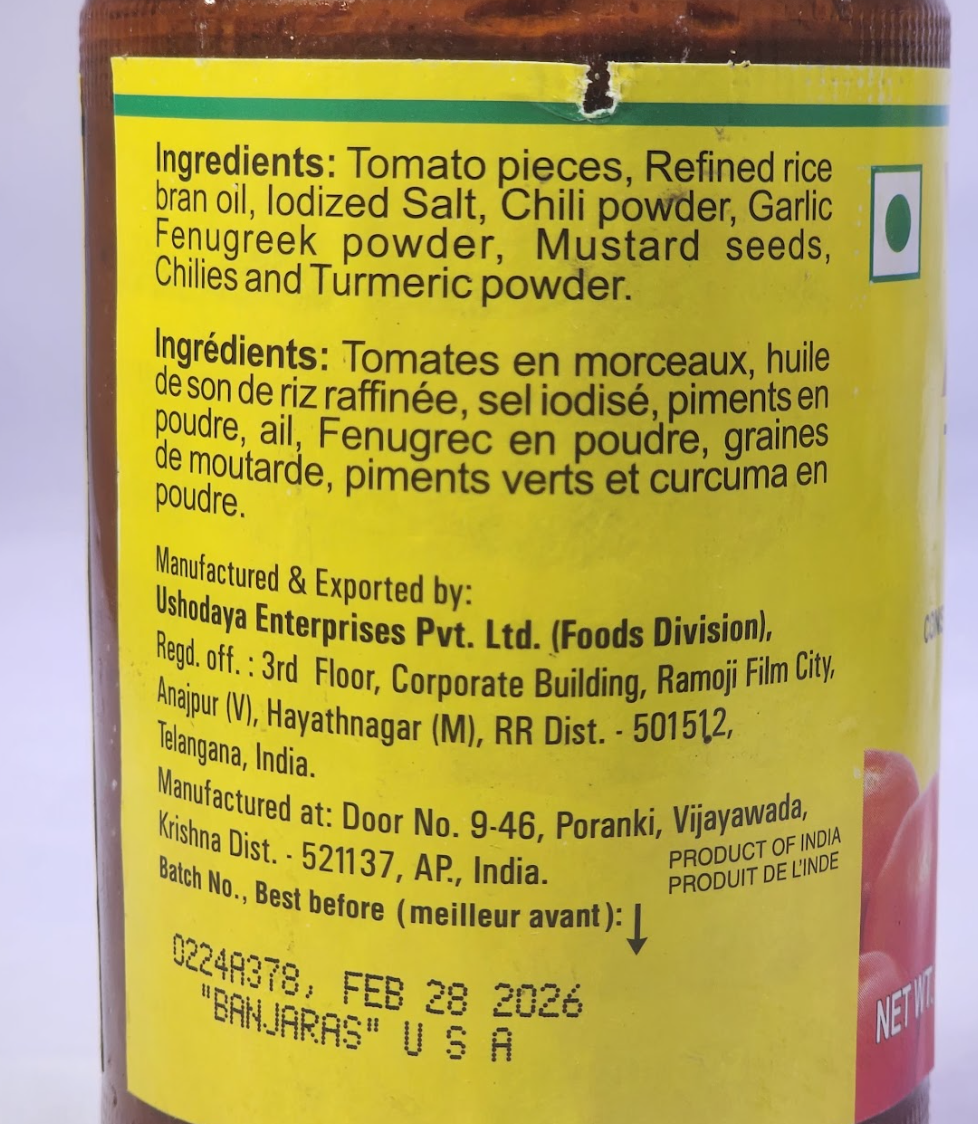 Ingredients: Tomato pieces, Refined rice
bran oil, Iodized Salt, Chili powder, Garlic
Fenugreek powder, Mustard seeds,
Chilies and Turmeric powder.
Ingrédients: Tomates en morceaux, huile
de son de riz raffinée, sel iodisé, piments en
poudre, ail, Fenugrec en poudre, graines
de moutarde, piments verts et curcuma en
poudre.
Manufactured & Exported by:
Ushodaya Enterprises Pvt. Ltd. (Foods Division),
Regd. off. : 3rd Floor, Corporate Building, Ramoji Film City,
Anajpur (V), Hayathnagar (M), RR Dist. - 501512,
Telangana, India.
Manufactured at: Door No. 9-46, Poranki, Vijayawada,
Krishna Dist. - 521137, AP., India.
PRODUCT OF INDIA
PRODUIT DE L'INDE
Batch No., Best before (meilleur avant):
0224A378, FEB 28 2026
"BANJARAS" U S A
NET WT.